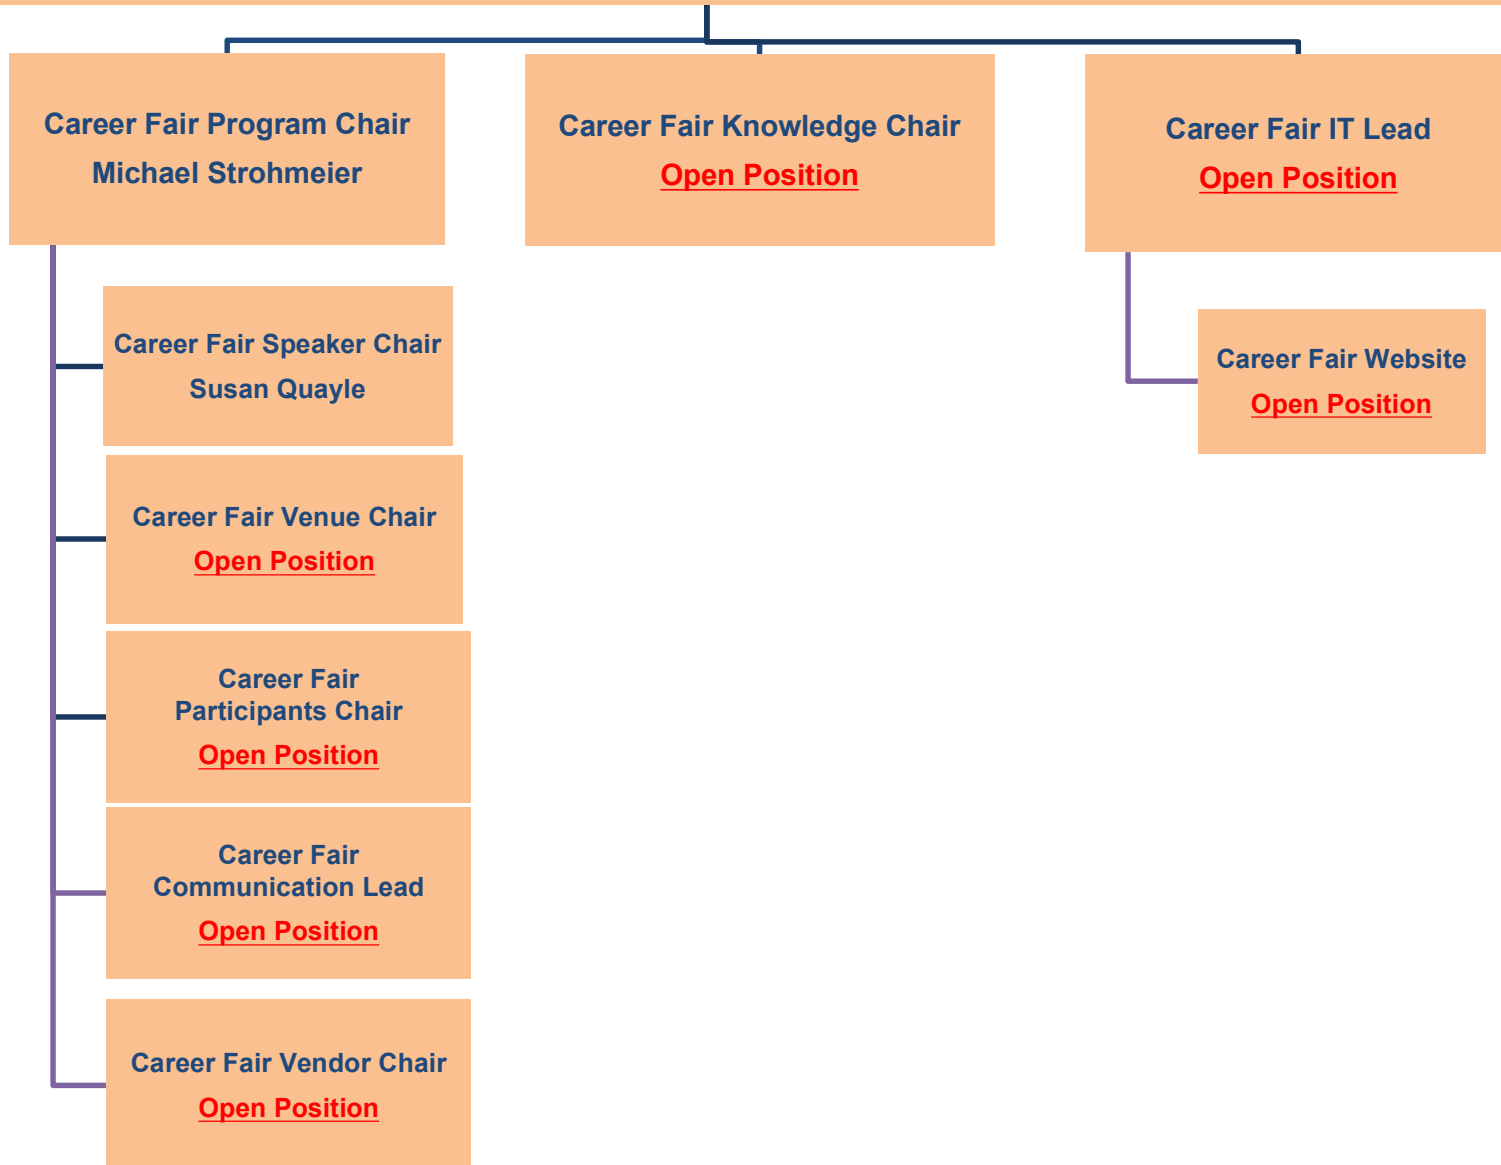 Career Fair Program Chair
Michael Strohmeier
Career Fair Knowledge Chair
Open Position
Career Fair IT Lead
Open Position
Career Fair Speaker Chair
Susan Quayle
Career Fair Venue Chair
Open Position
Career Fair
Participants Chair
Open Position
Career Fair
Communication Lead
Open Position
Career Fair Vendor Chair
Open Position
Career Fair Website
Open Position